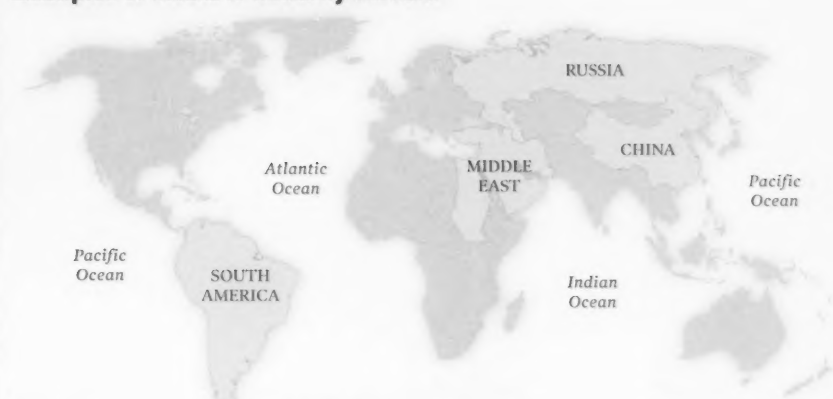 RUSSIA
CHINA
MIDDLE
EAST
Atlantic
Ocean
Pacific
Ocean
Pacific
Ocean
SOUTH
AMERICA
Indian
Ocean